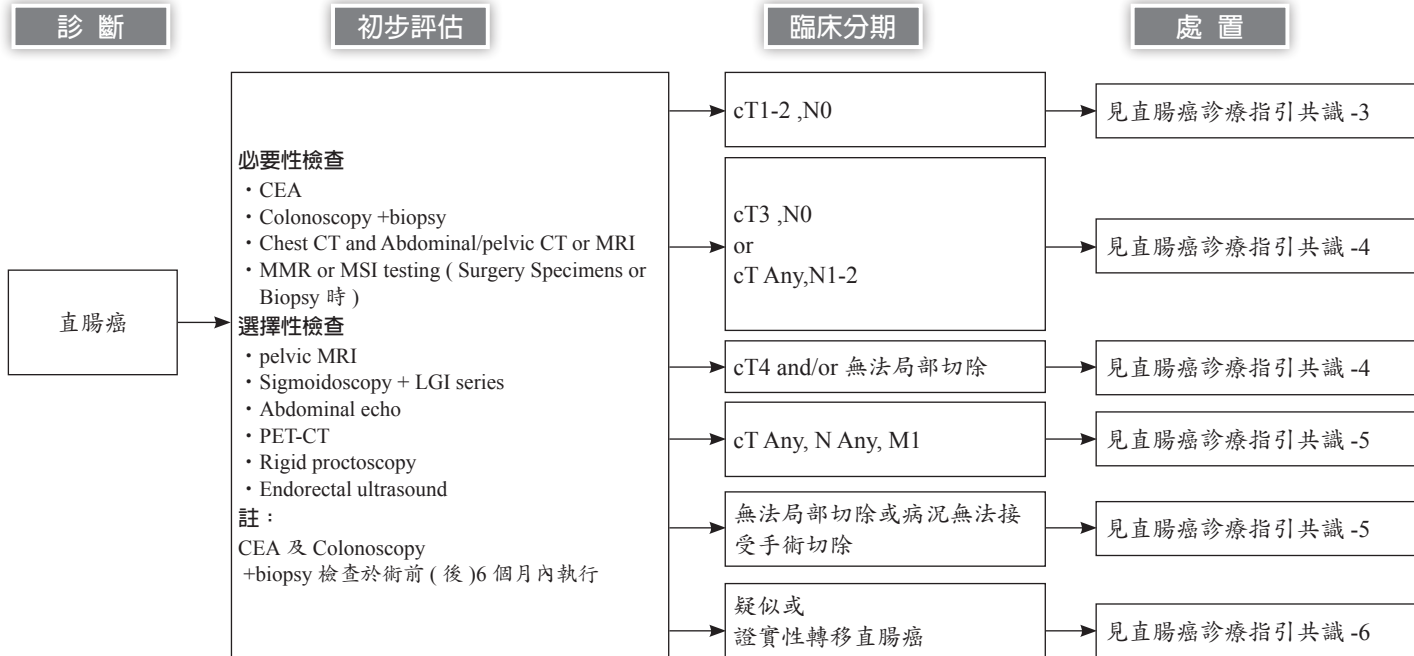 診 斷
初步評估
臨床分期
處 置
直腸癌
必要性檢查
・CEA
・Colonoscopy +biopsy
・Chest CT and Abdominal/pelvic CT or MRI
・MMR or MSI testing ( Surgery Specimens or
Biopsy 時 )
選擇性檢查
・pelvic MRI
・Sigmoidoscopy + LGI series
・Abdominal echo
・PET-CT
・Rigid proctoscopy
・Endorectal ultrasound
註：
CEA 及 Colonoscopy
+biopsy 檢查於術前 ( 後 )6 個月內執行
cT1-2 ,N0
見直腸癌診療指引共識 -3
cT3 ,N0
or
cT Any,N1-2
見直腸癌診療指引共識 -4
cT4 and/or 無法局部切除
見直腸癌診療指引共識 -4
cT Any, N Any, M1
見直腸癌診療指引共識 -5
無法局部切除或病況無法接
受手術切除
見直腸癌診療指引共識 -5
疑似或
證實性轉移直腸癌
見直腸癌診療指引共識 -6